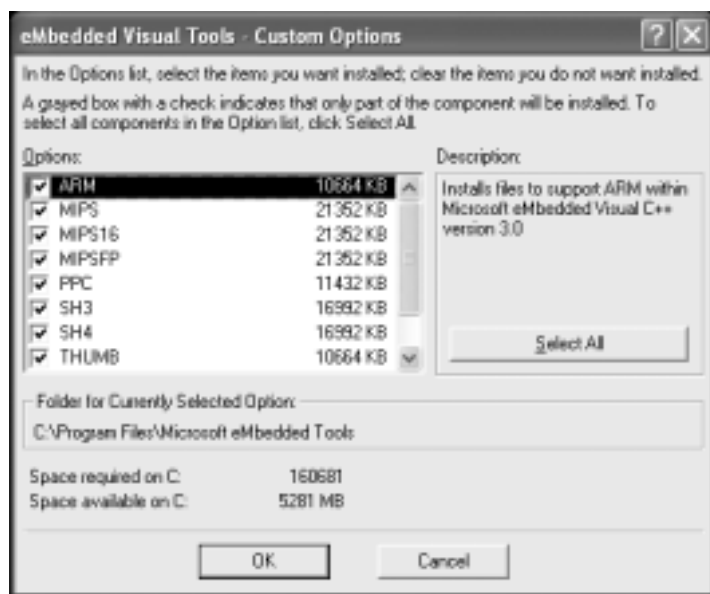 eMbedded Visual Tools - Custom Options
In the Options list, select the items you want installed; clear the items you do not want installed.
A grayed box with a check indicates that only part of the component will be installed. To
select all components in the Option list, click Select All.
Options:
ARM 10664 KB
MIPS 21352 KB
MIPS16 21352 KB
MIPSFP 21352 KB
PPC 11432 KB
SH3 16992 KB
SH4 16992 KB
THUMB 10664 KB
Description:
Installs files to support ARM within
Microsoft eMbedded Visual C++
version 3.0
Select All
Folder for Currently Selected Option:
C:\Program Files\Microsoft eMbedded Tools
Space required on C: 160681
Space available on C: 5281 MB
OK
Cancel